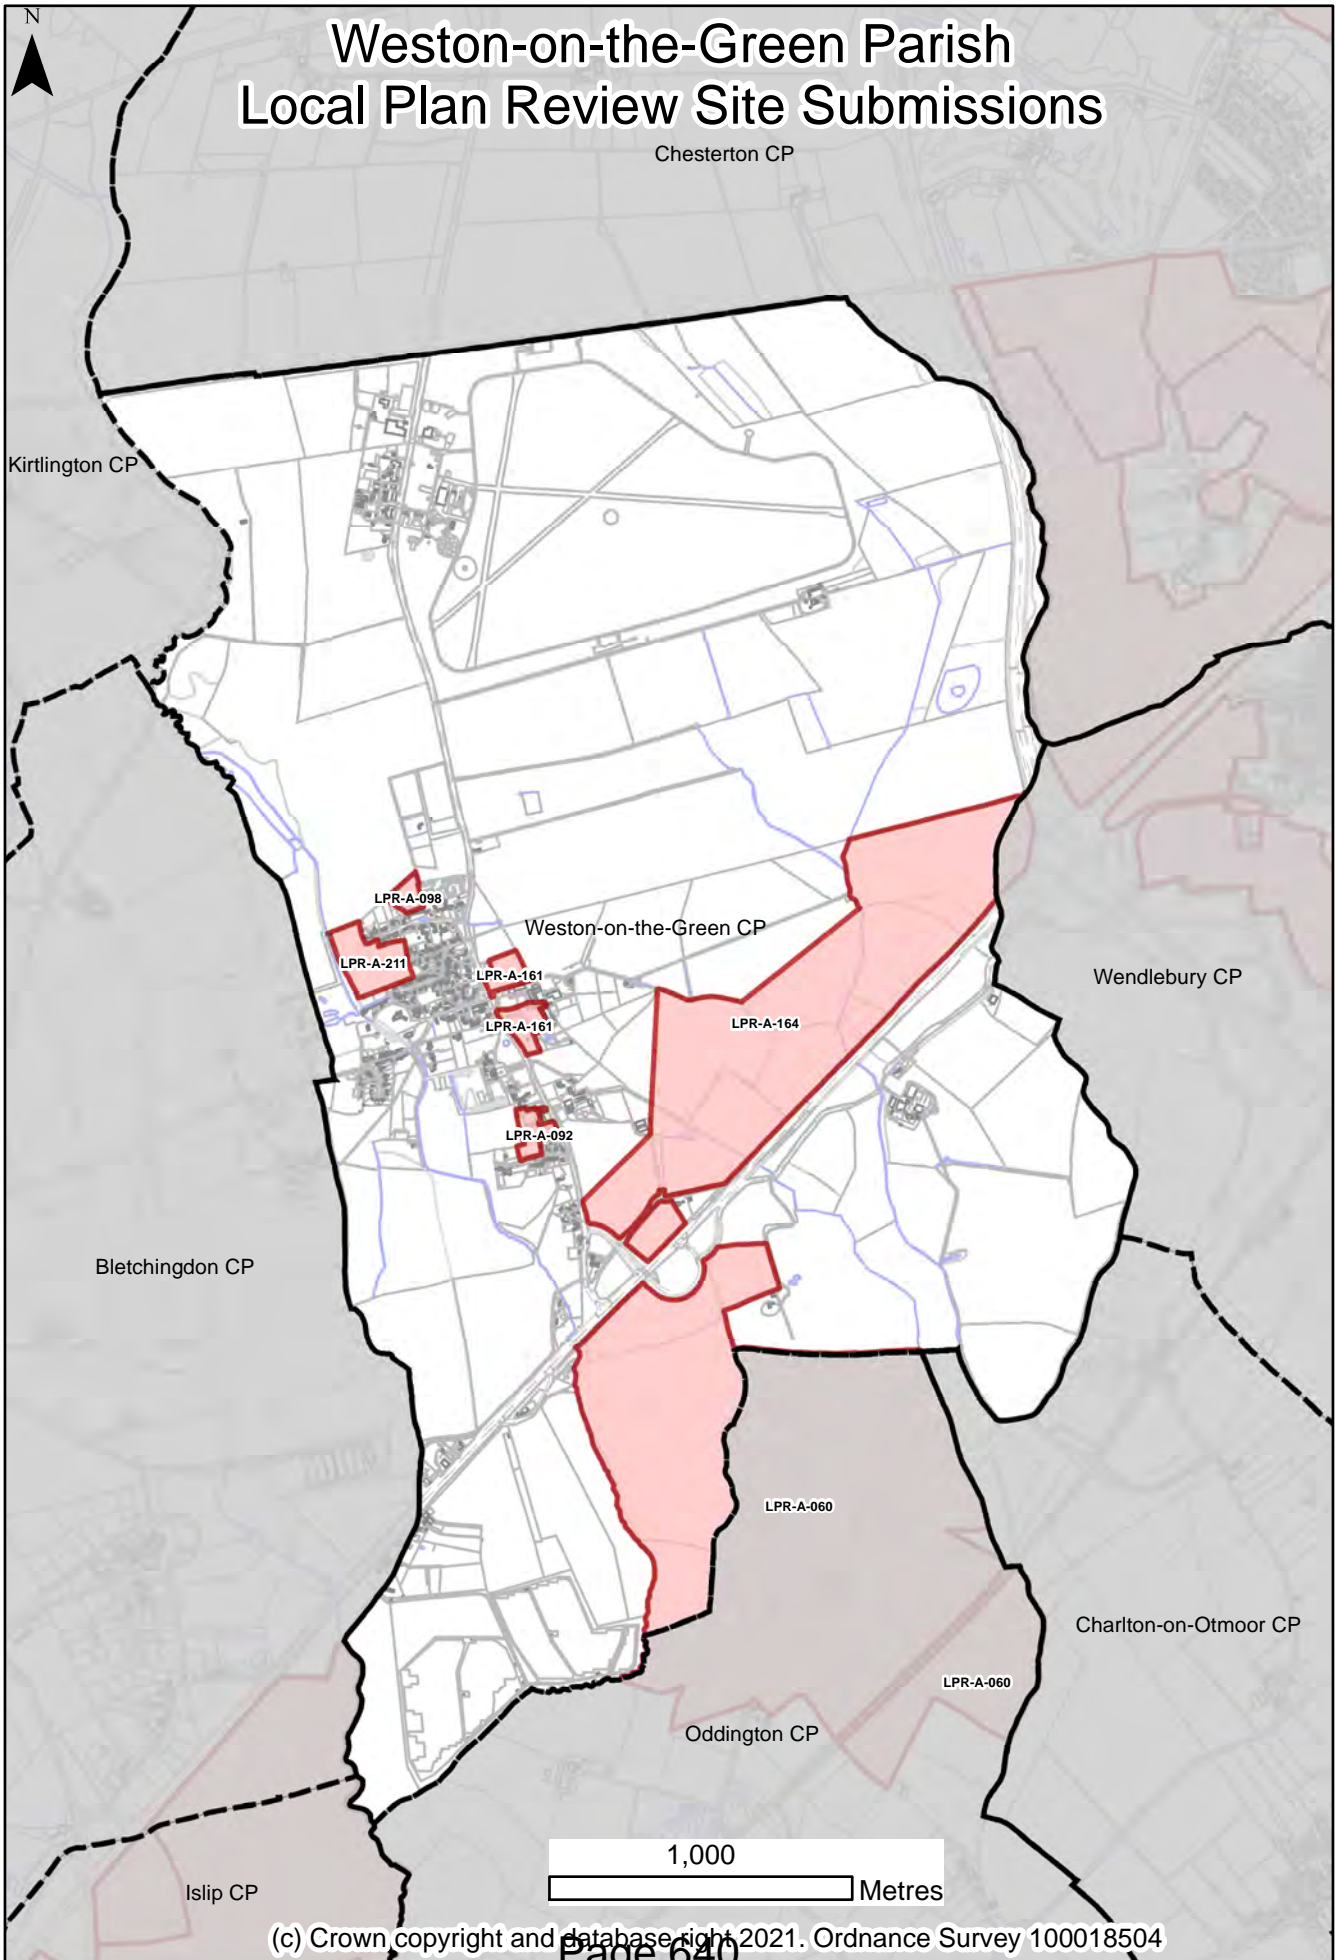 N
Weston-on-the-Green Parish
Local Plan Review Site Submissions
Chesterton CP
Kirtlington CP
LPR-A-098
Weston-on-the-Green CP
LPR-A-211
LPR-A-161
Wendlebury CP
LPR-A-161
LPR-A-164
LPR-A-092
Bletchingdon CP
LPR-A-060
Charlton-on-Otmoor CP
LPR-A-060
Oddington CP
1,000
Metres
Islip CP
(c) Crown copyright and database right 2021. Ordnance Survey 100018504
Page 640